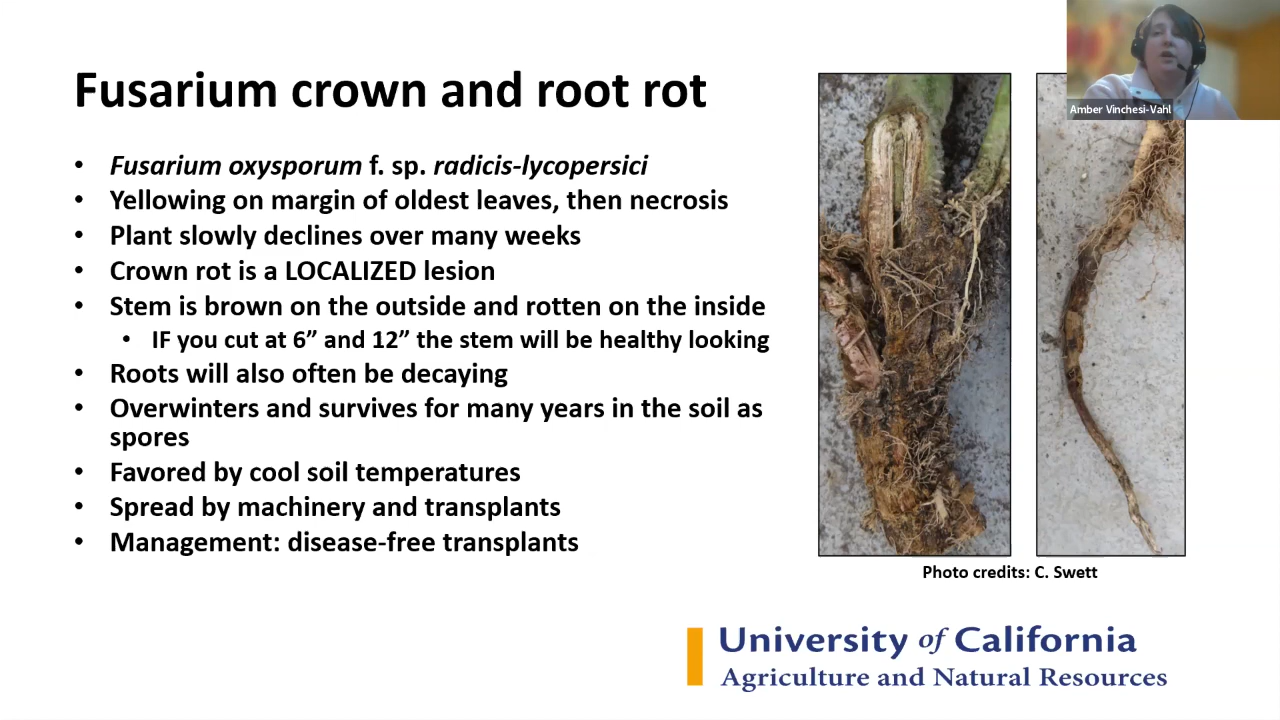 Fusarium crown and root rot
Amber Vinchesi-Vahl
• Fusarium oxysporum f. sp. radicis-lycopersici
• Yellowing on margin of oldest leaves, then necrosis
• Plant slowly declines over many weeks
• Crown rot is a LOCALIZED lesion
• Stem is brown on the outside and rotten on the inside
• IF you cut at 6” and 12” the stem will be healthy looking
• Roots will also often be decaying
• Overwinters and survives for many years in the soil as
spores
• Favored by cool soil temperatures
• Spread by machinery and transplants
• Management: disease-free transplants
Photo credits: C. Swett
University of California
Agriculture and Natural Resources